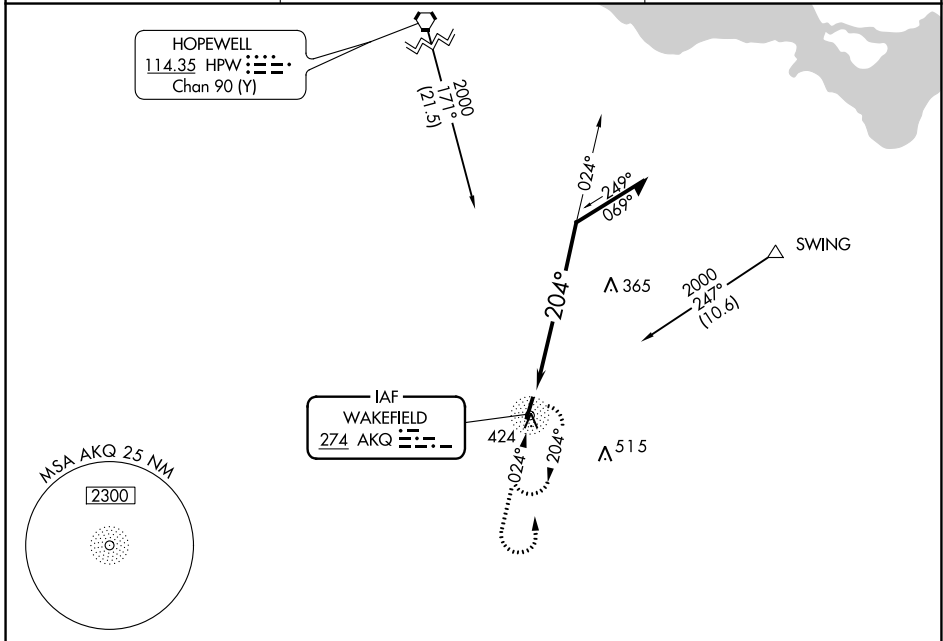 HOPEWELL
114.35 HPW
Chan 90 (Y)
2000
171°
(21.5)
024°
249°
069°
SWING
204°
365
2000
247°
(10.6)
IAF
WAKEFIELD
274 AKQ
424
024°
204°
515
MSA AKQ 25 NM
2300